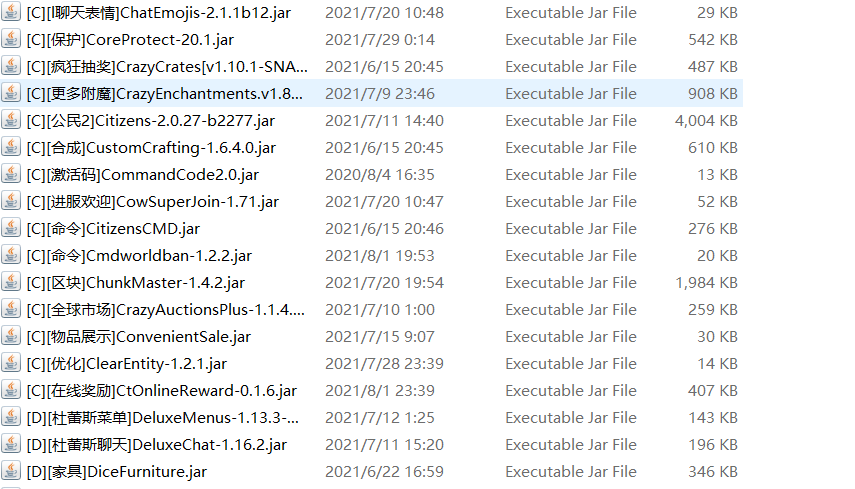 [C][l聊天表情]ChatEmojis-2.1.1b12.jar 2021/7/20 10:48 Executable Jar File 29 KB
[C][保护]CoreProtect-20.1.jar 2021/7/29 0:14 Executable Jar File 542 KB
[C][疯狂抽奖]CrazyCrates[v1.10.1-SNA... 2021/6/15 20:45 Executable Jar File 487 KB
[C][更多附魔]CrazyEnchantments.v1.8... 2021/7/9 23:46 Executable Jar File 908 KB
[C][公民2]Citizens-2.0.27-b2277.jar 2021/7/11 14:40 Executable Jar File 4,004 KB
[C][合成]CustomCrafting-1.6.4.0.jar 2021/6/15 20:45 Executable Jar File 610 KB
[C][激活码]CommandCode2.0.jar 2020/8/4 16:35 Executable Jar File 13 KB
[C][进服欢迎]CowSuperJoin-1.71.jar 2021/7/20 10:47 Executable Jar File 52 KB
[C][命令]CitizensCMD.jar 2021/6/15 20:46 Executable Jar File 276 KB
[C][命令]Cmdworldban-1.2.2.jar 2021/8/1 19:53 Executable Jar File 20 KB
[C][区块]ChunkMaster-1.4.2.jar 2021/7/20 19:54 Executable Jar File 1,984 KB
[C][全球市场]CrazyAuctionsPlus-1.1.4.... 2021/7/10 1:00 Executable Jar File 259 KB
[C][物品展示]ConvenientSale.jar 2021/7/15 9:07 Executable Jar File 30 KB
[C][优化]ClearEntity-1.2.1.jar 2021/7/28 23:39 Executable Jar File 14 KB
[C][在线奖励]CtOnlineReward-0.1.6.jar 2021/8/1 23:39 Executable Jar File 407 KB
[D][杜蕾斯菜单]DeluxeMenus-1.13.3-... 2021/7/12 1:25 Executable Jar File 143 KB
[D][杜蕾斯聊天]DeluxeChat-1.16.2.jar 2021/7/11 15:20 Executable Jar File 196 KB
[D][家具]DiceFurniture.jar 2021/6/22 16:59 Executable Jar File 346 KB